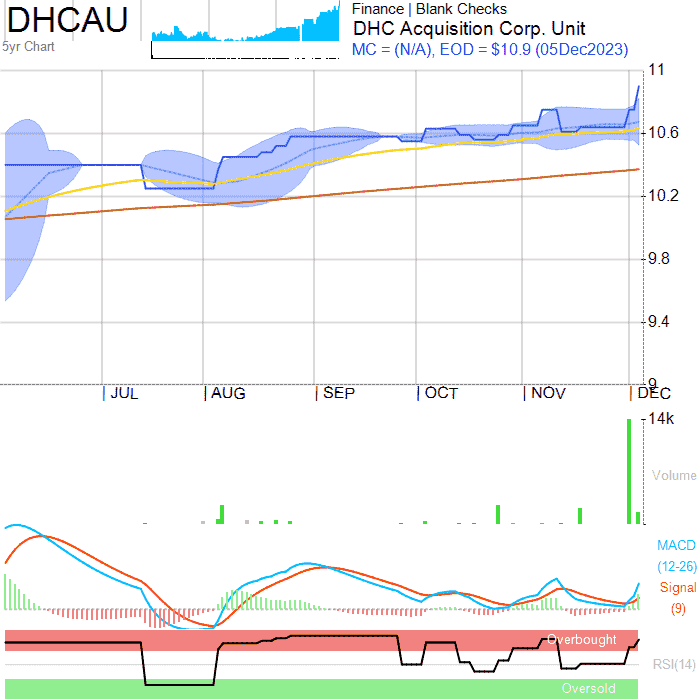 DHCAU
5yr Chart
Finance | Blank Checks
DHC Acquisition Corp. Unit
MC = (N/A), EOD = $10.9 (05Dec2023)
11
10.6
10.2
9.8
9.4
9
JUL
AUG
SEP
OCT
NOV
DEC
14k
Volume
MACD
(12-26)
Signal
(9)
Overbought
RSI(14)
Oversold